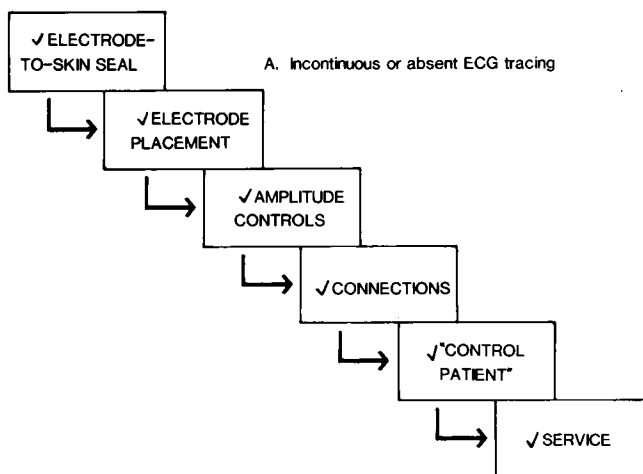 √ELECTRODE-
TO-SKIN SEAL
A. Incontinuous or absent ECG tracing
√ELECTRODE
PLACEMENT
√AMPLITUDE
CONTROLS
√CONNECTIONS
√"CONTROL
PATIENT"
√SERVICE